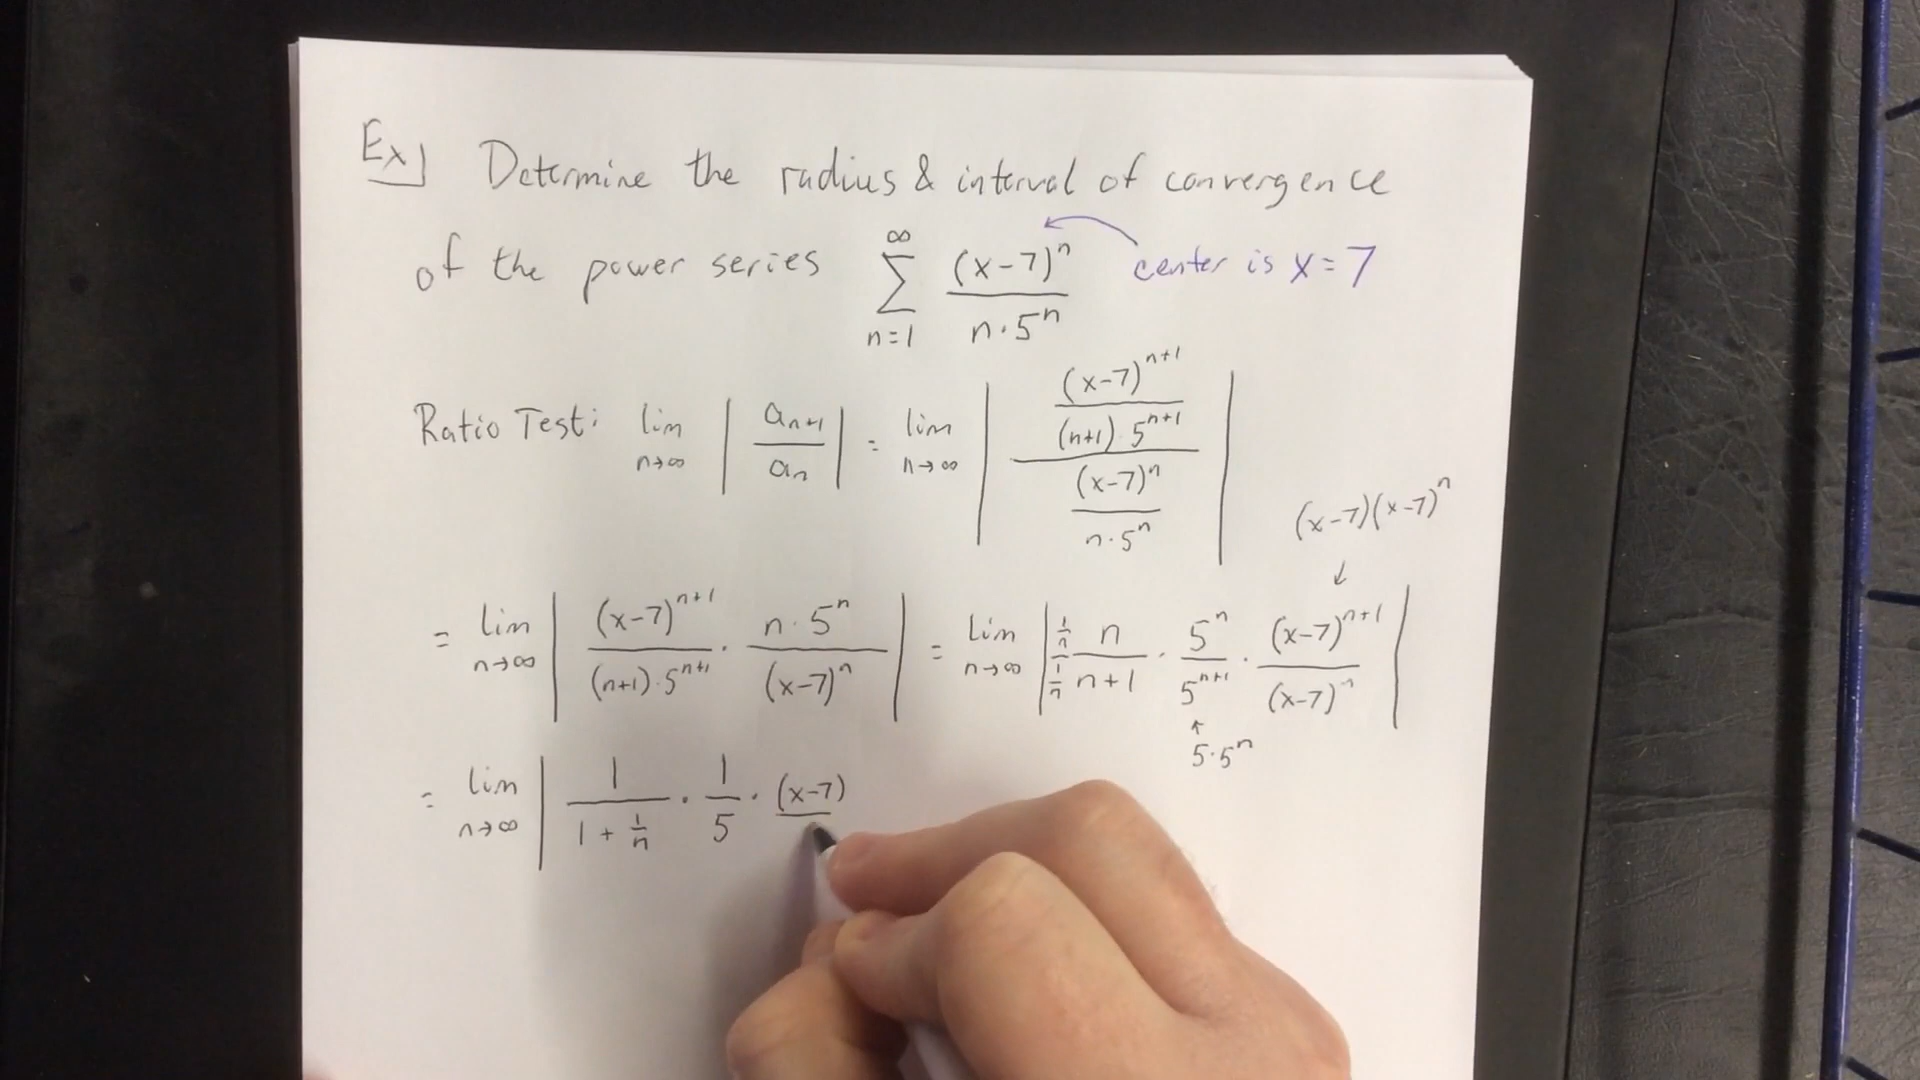 Ex] Determine the radius & interval of convergence
of the power series ∑_{n=1}^{∞} (x-7)^n / (n·5^n) center is x=7
Ratio Test: lim_{n→∞} | a_{n+1} / a_n | = lim_{n→∞} | ((x-7)^{n+1} / ((n+1)·5^{n+1})) / ((x-7)^n / (n·5^n)) |
(x-7)(x-7)^n
↓
= lim_{n→∞} | (x-7)^{n+1} / ((n+1)·5^{n+1}) · (n·5^n) / (x-7)^n | = lim_{n→∞} | (1/n n) / (1/n n+1) · 5^n / 5^{n+1} · (x-7)^{n+1} / (x-7)^n |
↑
5·5^n
= lim_{n→∞} | 1 / (1 + 1/n) · 1/5 · (x-7)